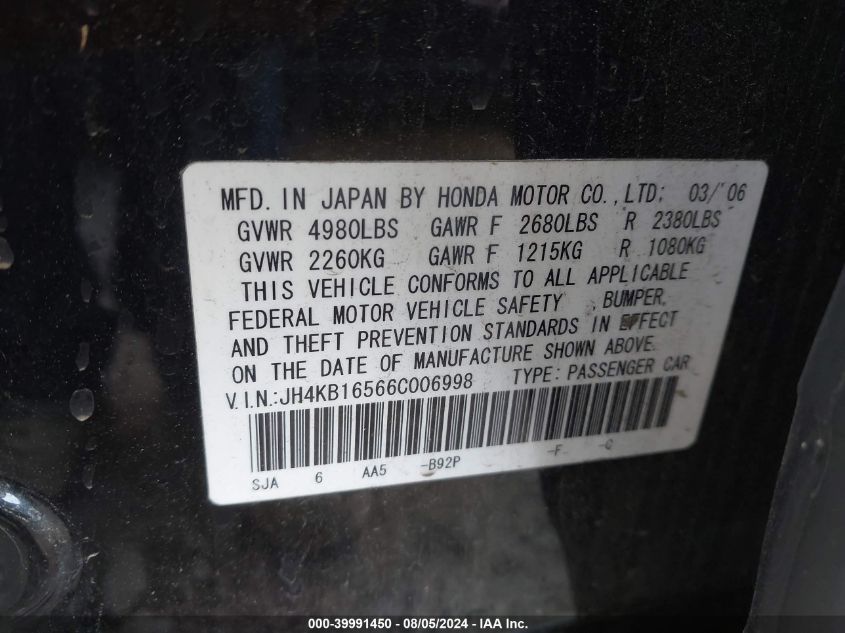 MFD. IN JAPAN BY HONDA MOTOR CO.,LTD; 03/'06
GVWR 4980LBS GAWR F 2680LBS R 2380LBS
GVWR 2260KG GAWR F 1215KG R 1080KG
THIS VEHICLE CONFORMS TO ALL APPLICABLE
FEDERAL MOTOR VEHICLE SAFETY ,BUMPER,
AND THEFT PREVENTION STANDARDS IN EFFECT
ON THE DATE OF MANUFACTURE SHOWN ABOVE.
V.I.N.:JH4KB16566C006998 TYPE: PASSENGER CAR
SJA 6 AA5 -B92P -F -C
000-39991450 - 08/05/2024 - IAA Inc.